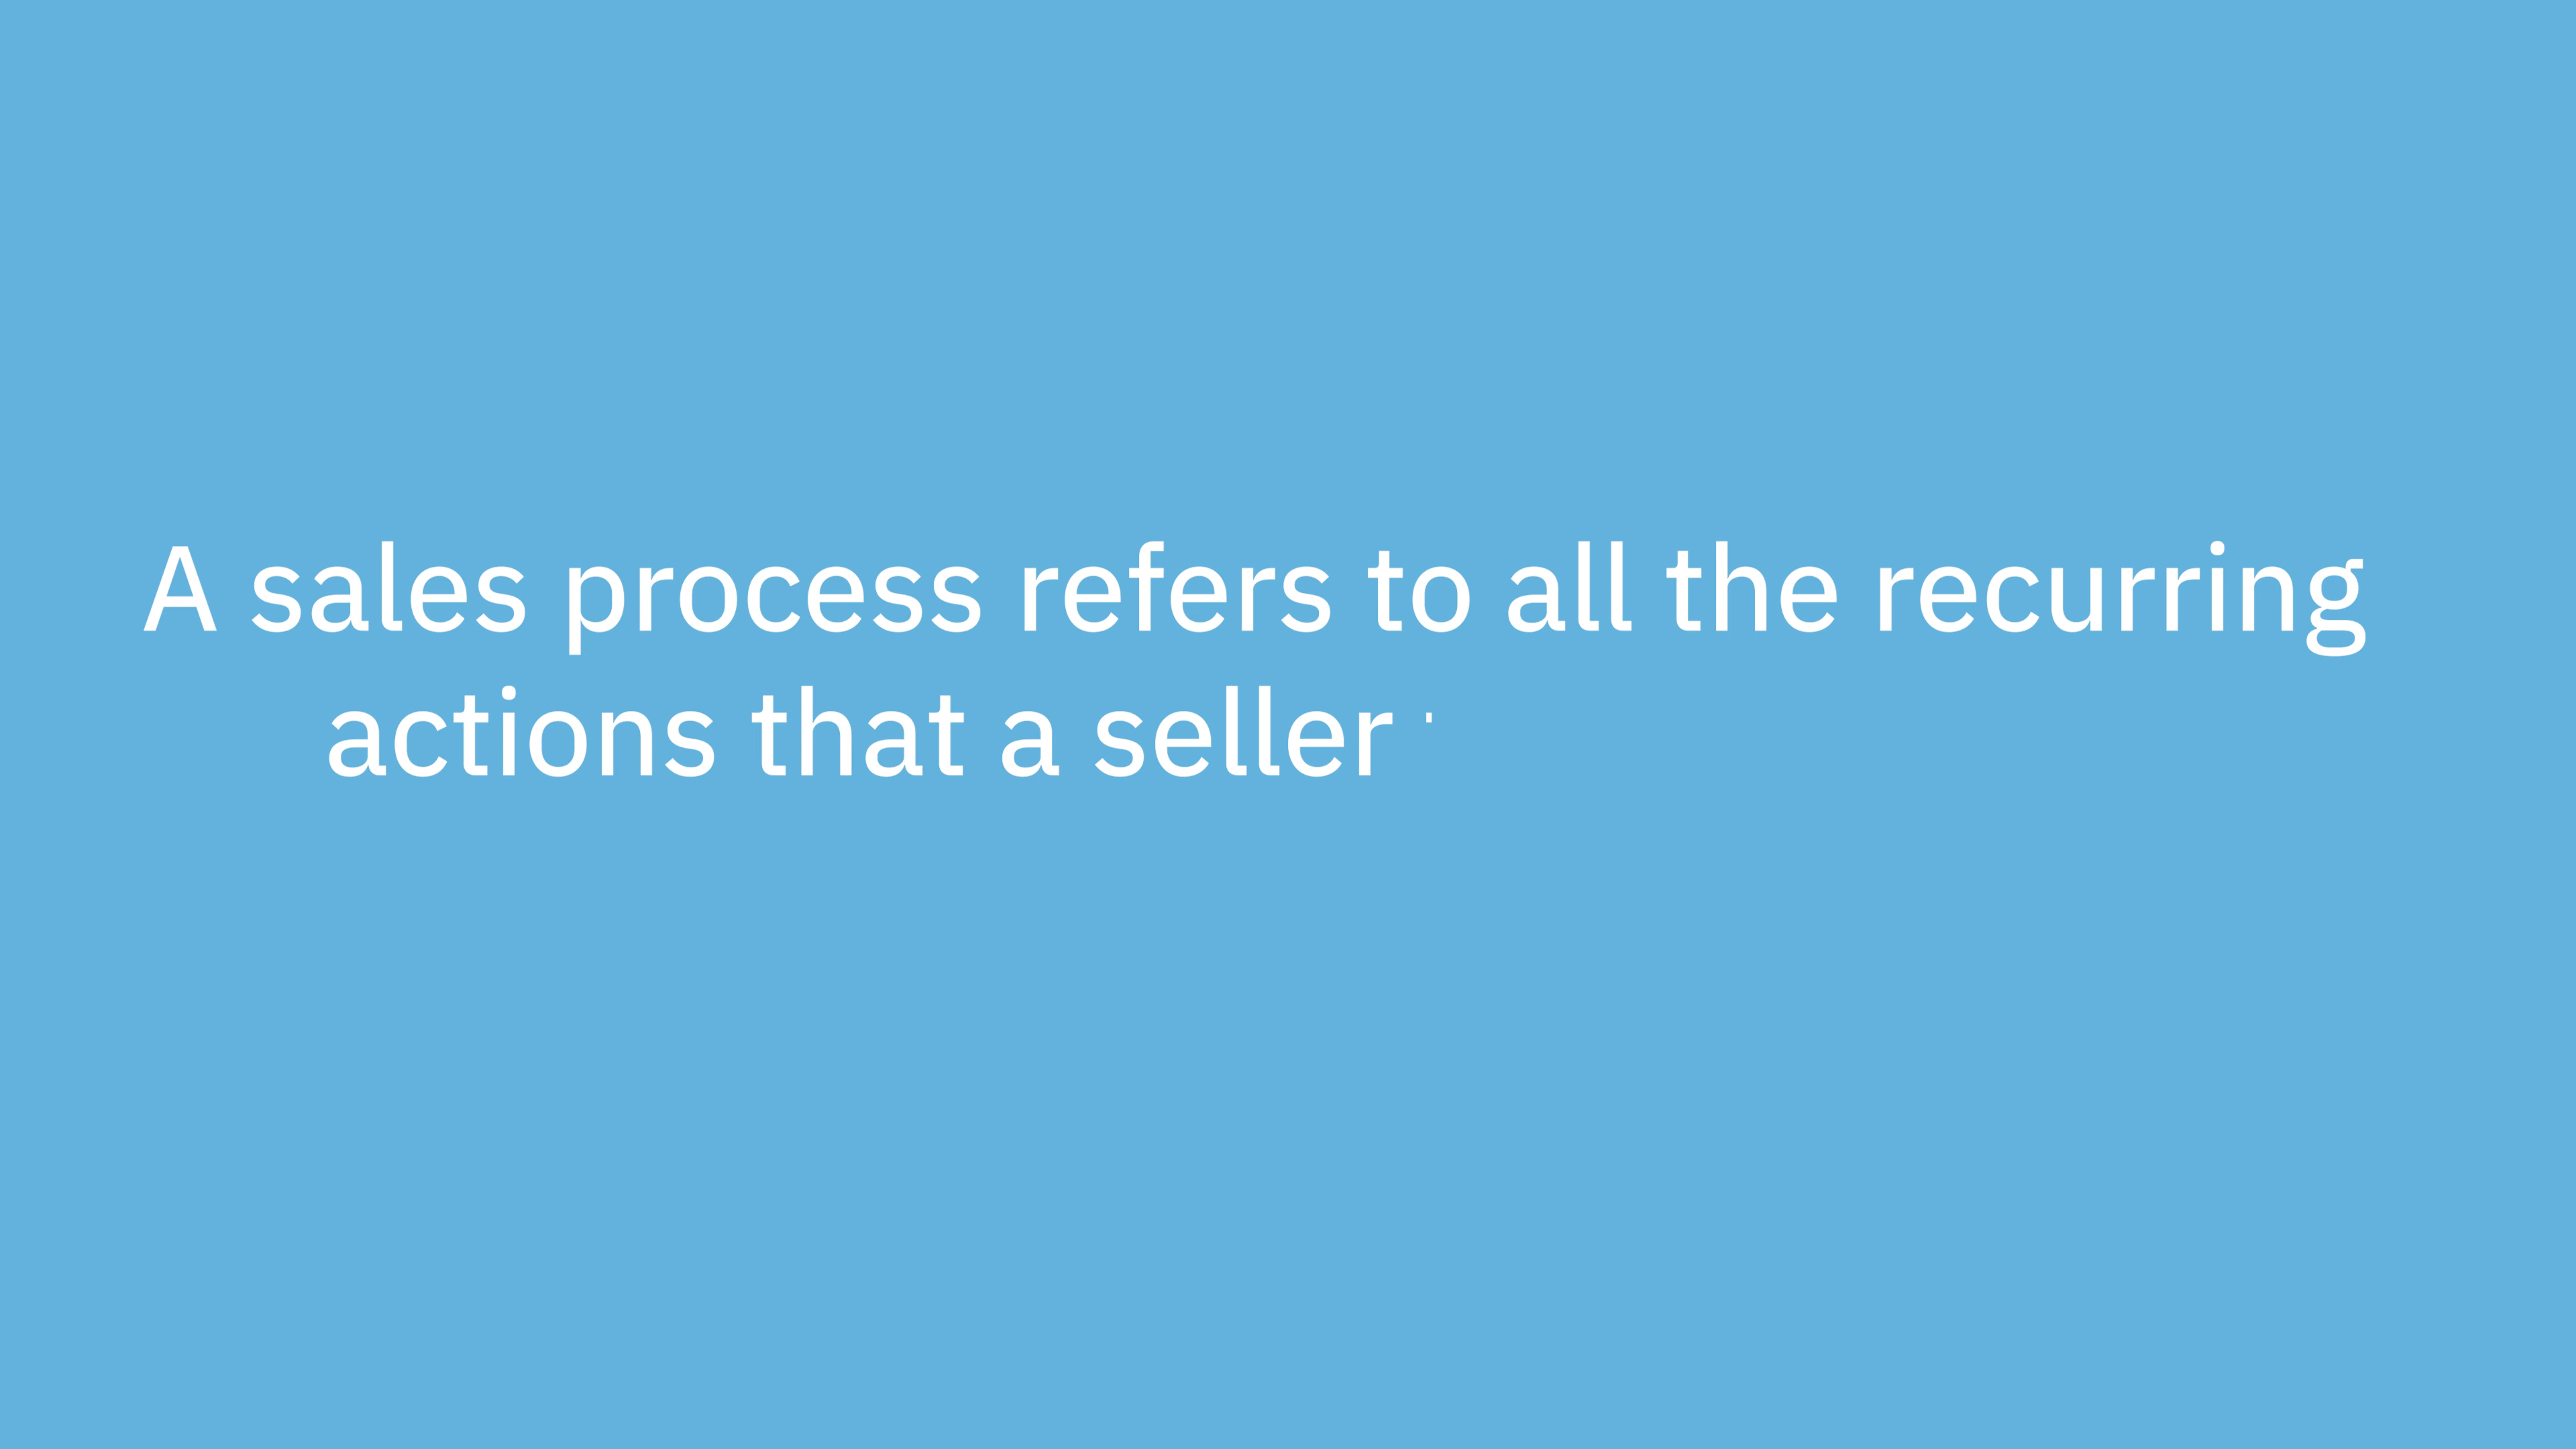 A sales process refers to all the recurring
actions that a seller